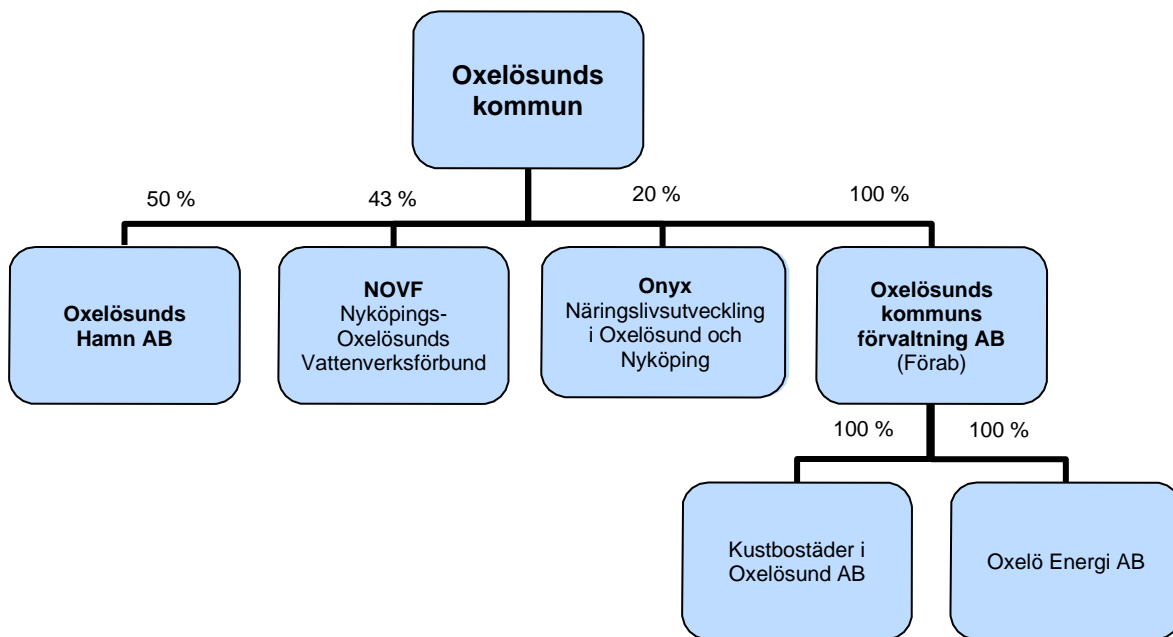 Oxelösunds
kommun
50 %
43 %
20 %
100 %
Oxelösunds
Hamn AB
NOVF
Nyköpings-
Oxelösunds
Vattenverksförbund
Onyx
Näringslivsutveckling
i Oxelösund och
Nyköping
Oxelösunds
kommuns
förvaltning AB
(Förab)
100 %
100 %
Kustbostäder i
Oxelösund AB
Oxelö Energi AB